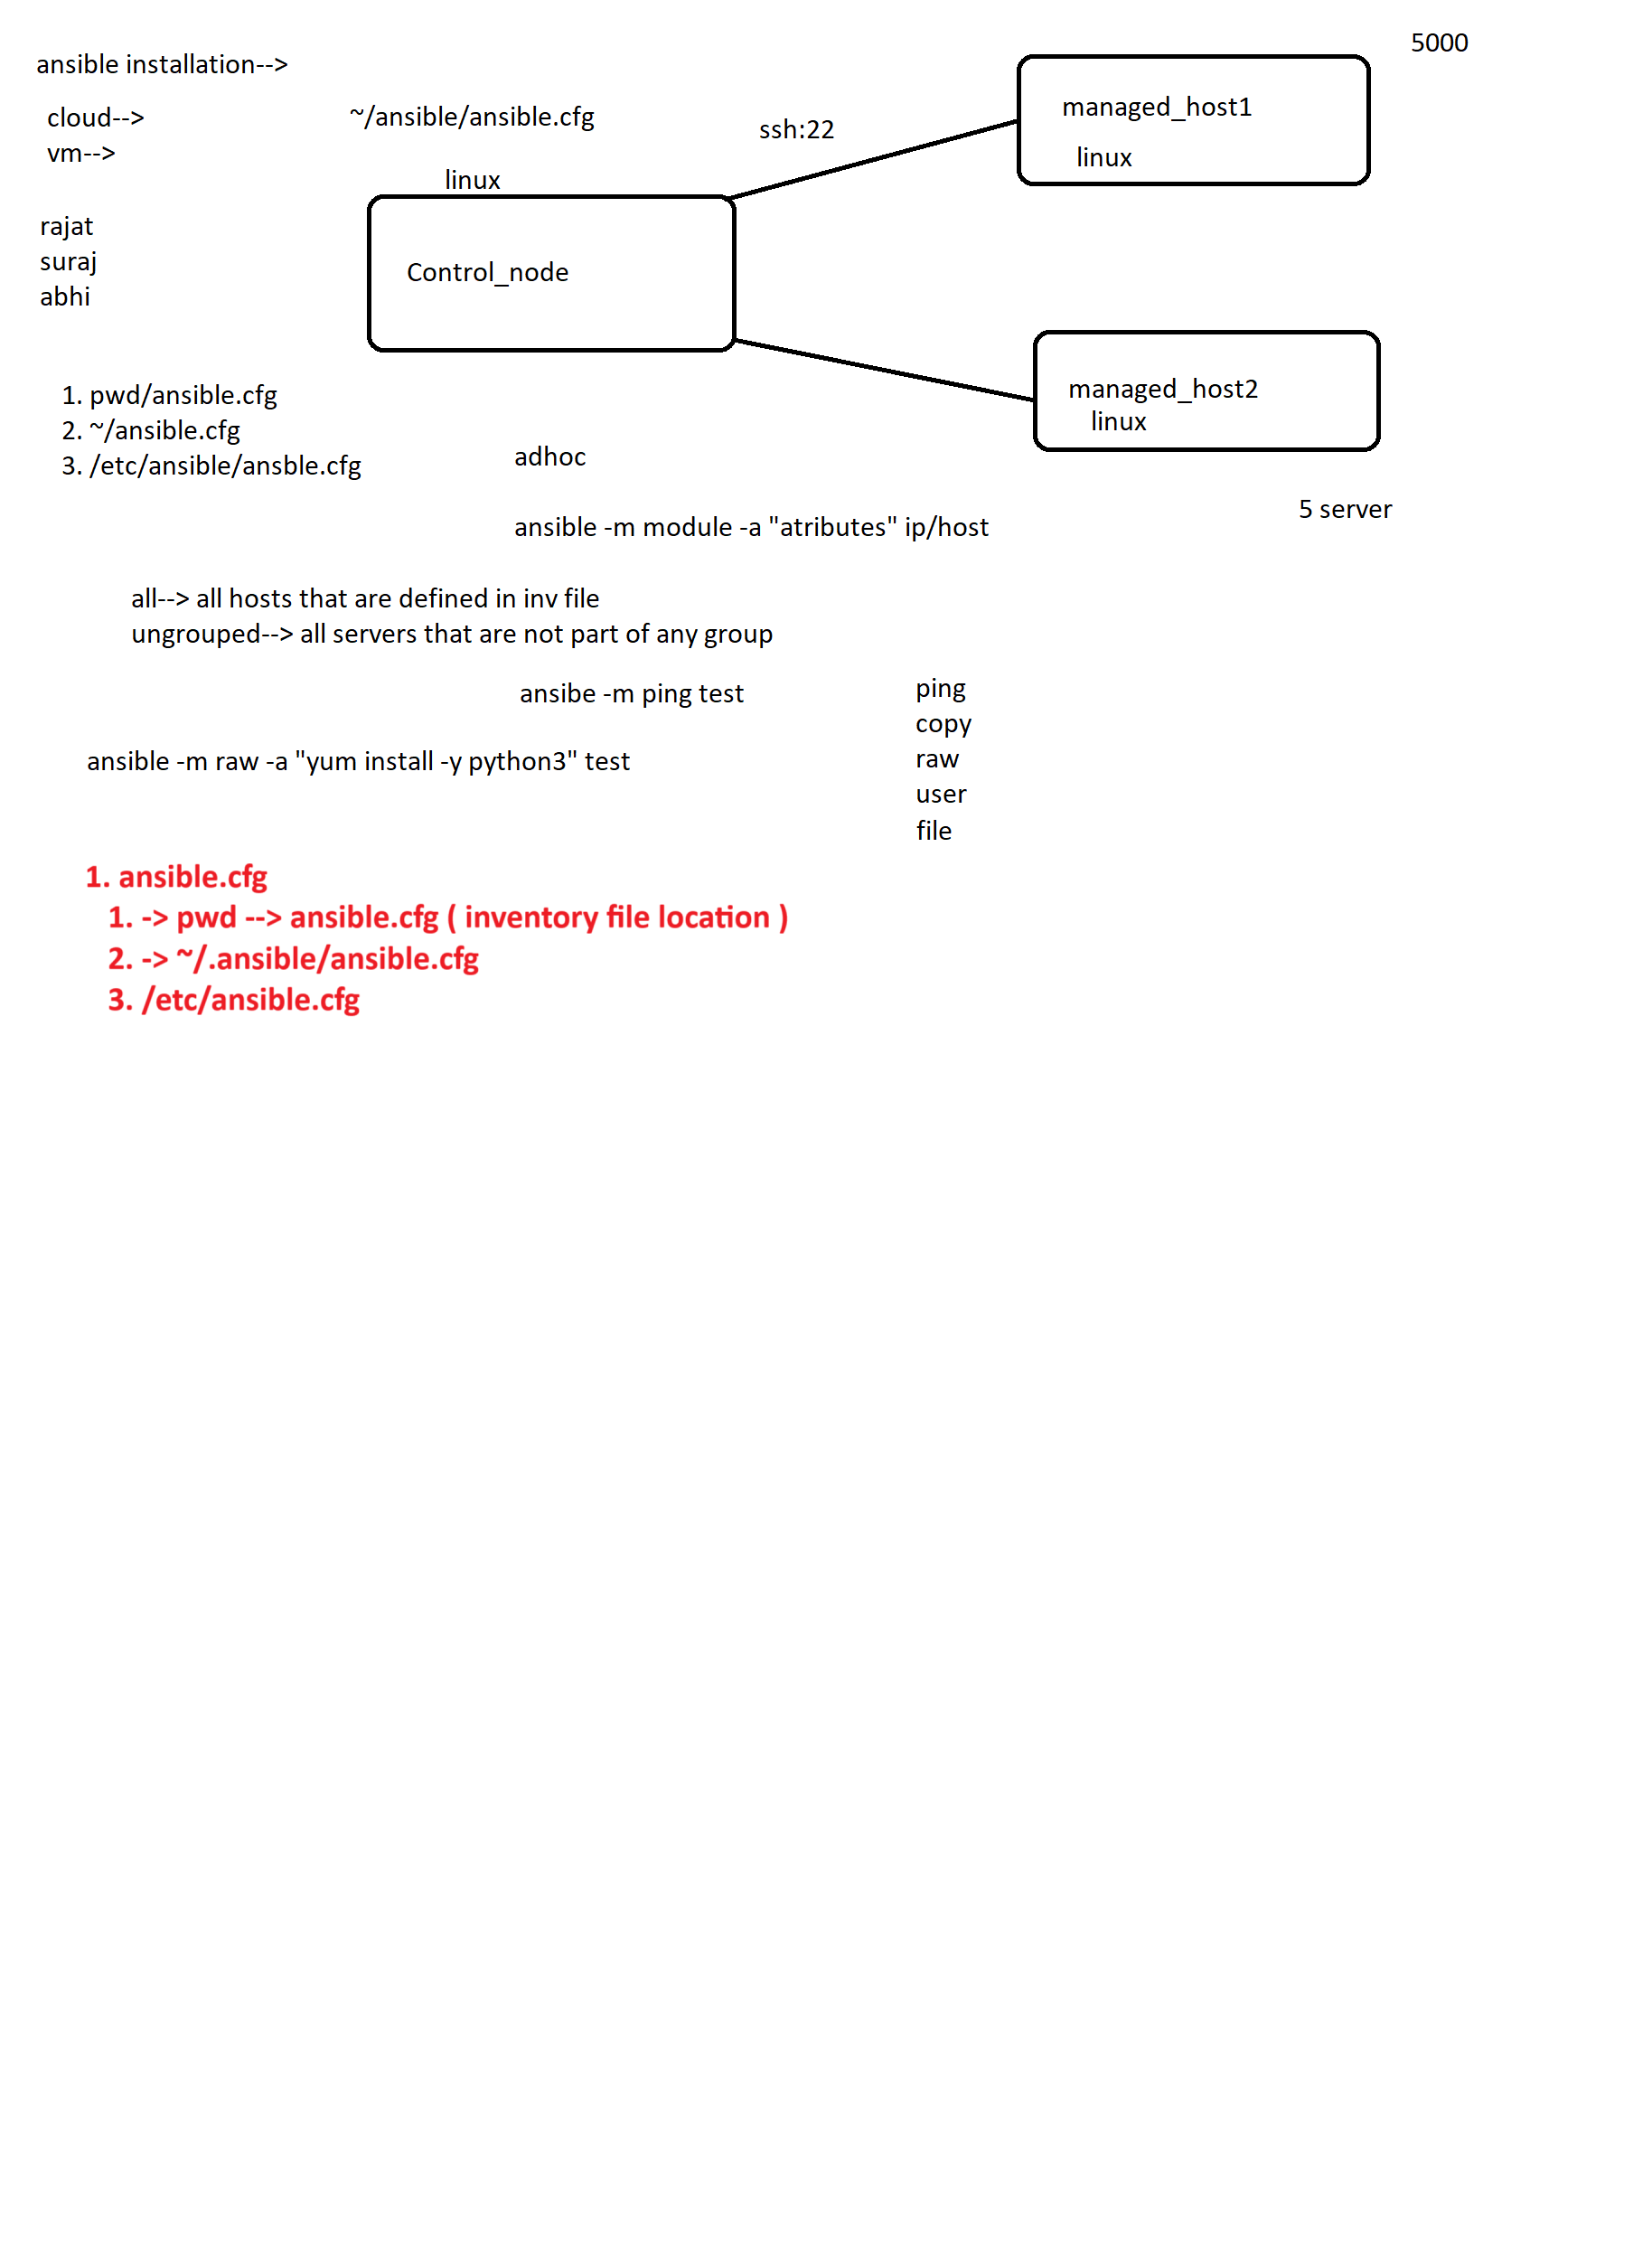 5000
ansible installation-->
cloud-->
~/ansible/ansible.cfg
ssh:22
managed_host1
vm-->
linux
linux
rajat
suraj
abhi
Control_node
managed_host2
linux
1. pwd/ansible.cfg
2. ~/ansible.cfg
3. /etc/ansible/ansble.cfg
adhoc
5 server
ansible -m module -a "atributes" ip/host
all--> all hosts that are defined in inv file
ungrouped--> all servers that are not part of any group
ansibe -m ping test
ping
copy
raw
user
file
ansible -m raw -a "yum install -y python3" test
1. ansible.cfg
1. -> pwd --> ansible.cfg ( inventory file location )
2. -> ~/.ansible/ansible.cfg
3. /etc/ansible.cfg